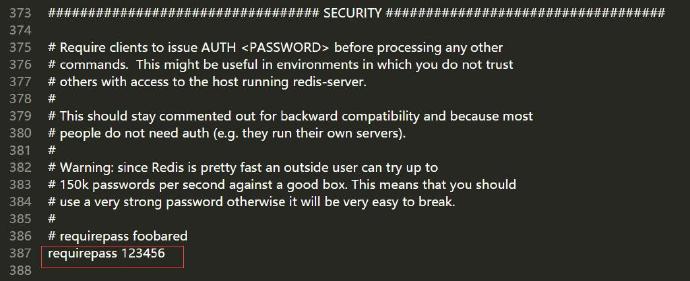 373 ################################## SECURITY ###################################
374
375 # Require clients to issue AUTH <PASSWORD> before processing any other
376 # commands.  This might be useful in environments in which you do not trust
377 # others with access to the host running redis-server.
378 #
379 # This should stay commented out for backward compatibility and because most
380 # people do not need auth (e.g. they run their own servers).
381 #
382 # Warning: since Redis is pretty fast an outside user can try up to
383 # 150k passwords per second against a good box. This means that you should
384 # use a very strong password otherwise it will be very easy to break.
385 #
386 # requirepass foobared
387 requirepass 123456
388